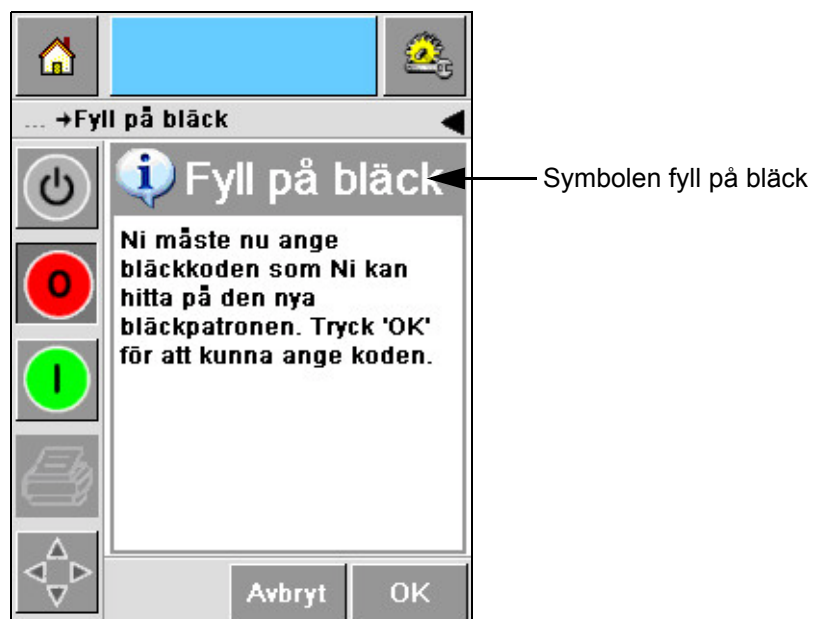 ... →Fyll på bläck
Fyll på bläck
Symbolen fyll på bläck
Ni måste nu ange
bläckkoden som Ni kan
hitta på den nya
bläckpatronen. Tryck 'OK'
för att kunna ange koden.
O
I
Avbryt
OK